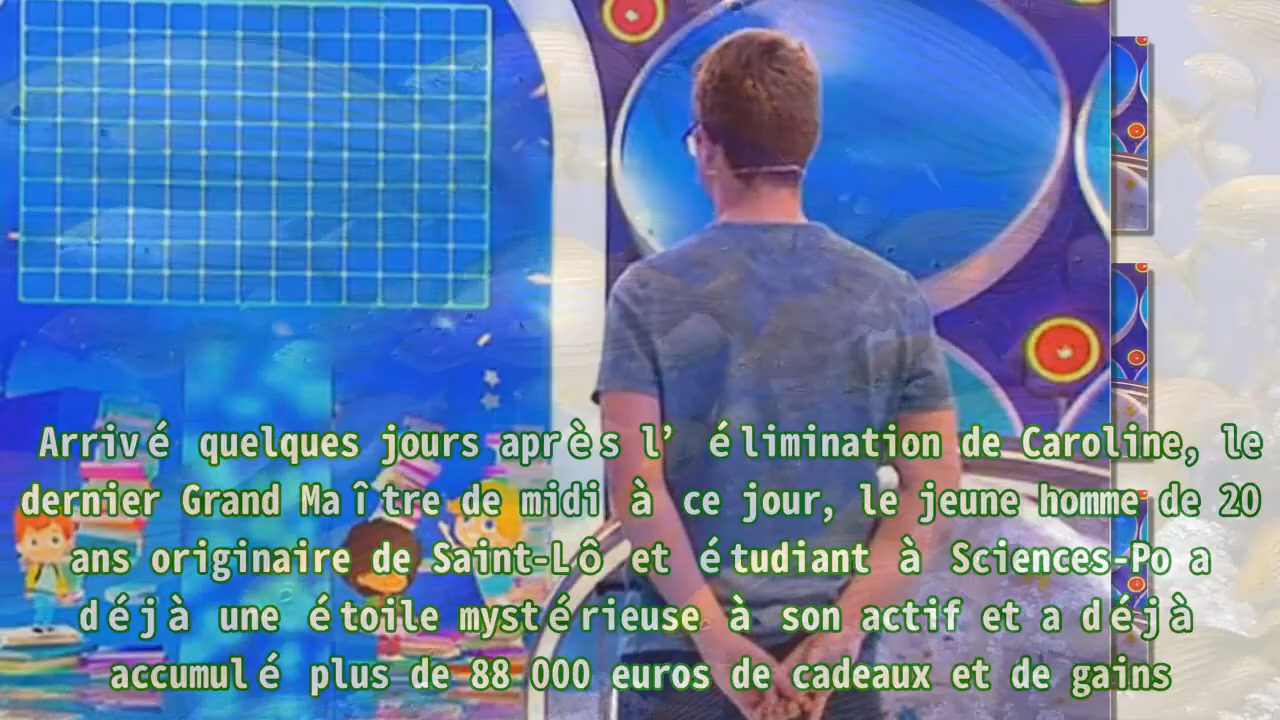 Arrivé quelques jours après l’élimination de Caroline, le
dernier Grand Maître de midi à ce jour, le jeune homme de 20
ans originaire de Saint-Lô et étudiant à Sciences-Po a
déjà une étoile mystérieuse à son actif et a déjà
accumulé plus de 88 000 euros de cadeaux et de gains